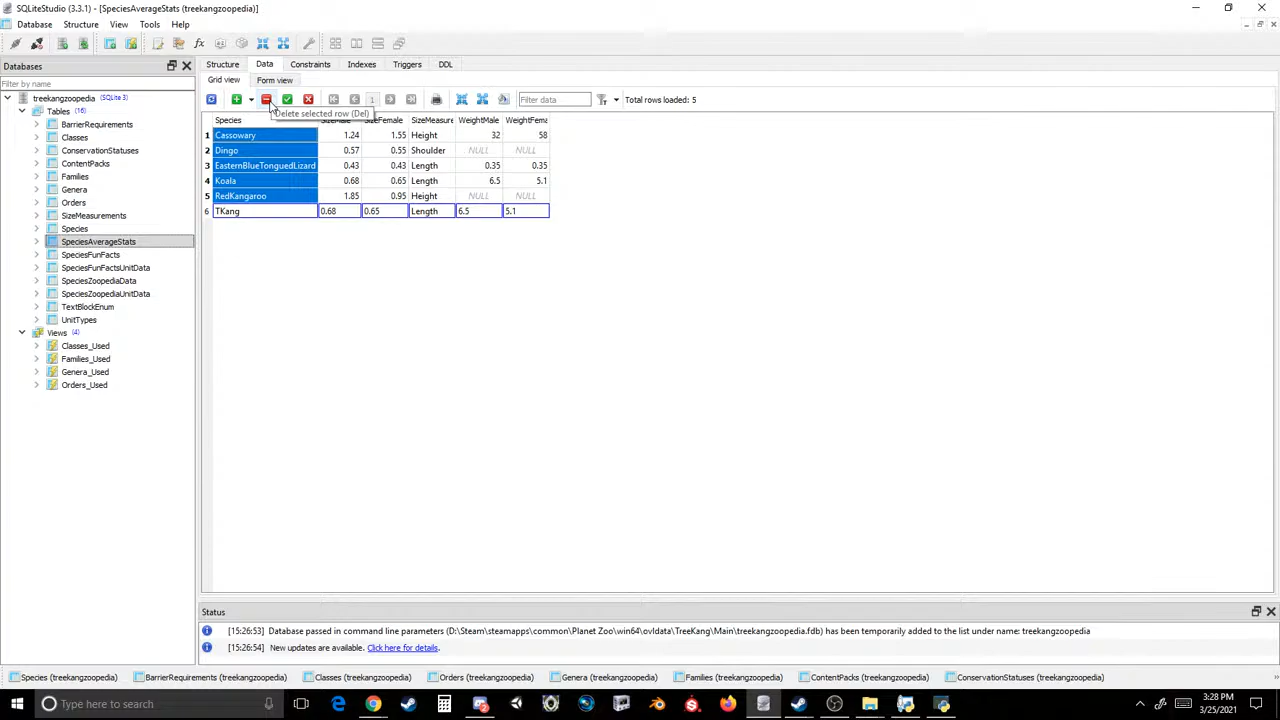 SQLiteStudio (3.3.1) - [SpeciesAverageStats (treekangzoopedia)]
Database Structure View Tools Help
Databases
Filter by name
treekangzoopedia (SQLite 3)
Tables (16)
BarrierRequirements
Classes
ConservationStatuses
ContentPacks
Families
Genera
Orders
SizeMeasurements
Species
SpeciesAverageStats
SpeciesFunFacts
SpeciesFunFactsUnitData
SpeciesZoopediaData
SpeciesZoopediaUnitData
TextBlockEnum
UnitTypes
Views (4)
Classes_Used
Families_Used
Genera_Used
Orders_Used
Structure Data Constraints Indexes Triggers DDL
Grid view Form view
1 Filter data Total rows loaded: 5
Delete selected row (Del)
Species SizeMale SizeFemale SizeMeasure WeightMale WeightFema
1 Cassowary 1.24 1.55 Height 32 58
2 Dingo 0.57 0.55 Shoulder NULL NULL
3 EasternBlueTonguedLizard 0.43 0.43 Length 0.35 0.35
4 Koala 0.68 0.65 Length 6.5 5.1
5 RedKangaroo 1.85 0.95 Height NULL NULL
6 TKang 0.68 0.65 Length 6.5 5.1
Status
[15:26:53] Database passed in command line parameters (D:\Steam\steamapps\common\Planet Zoo\win64\ovldata\TreeKang\Main\treekangzoopedia.fdb) has been temporarily added to the list under name: treekangzoopedia
[15:26:54] New updates are available. Click here for details.
Species (treekangzoopedia) BarrierRequirements (treekangzoopedia) Classes (treekangzoopedia) Orders (treekangzoopedia) Genera (treekangzoopedia) Families (treekangzoopedia) ContentPacks (treekangzoopedia) ConservationStatuses (treekangzoopedia)
Type here to search
3:28 PM
3/25/2021